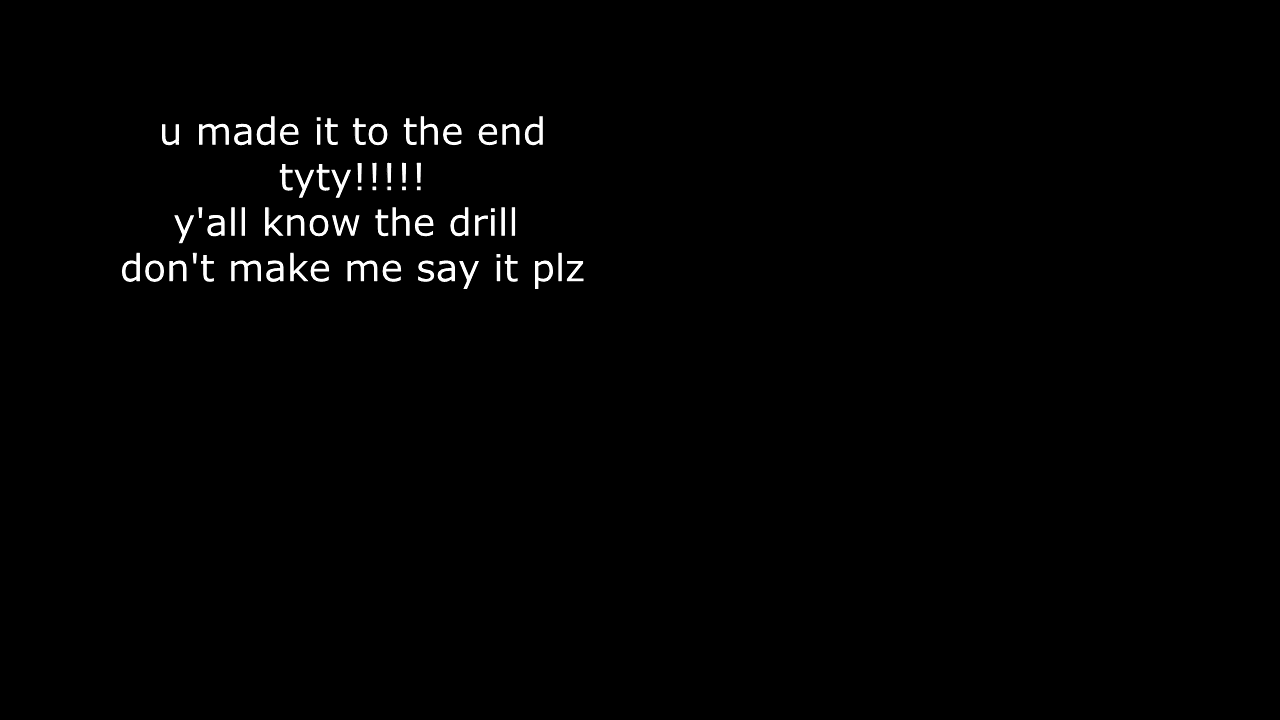 u made it to the end
tyty!!!!!
y'all know the drill
don't make me say it plz